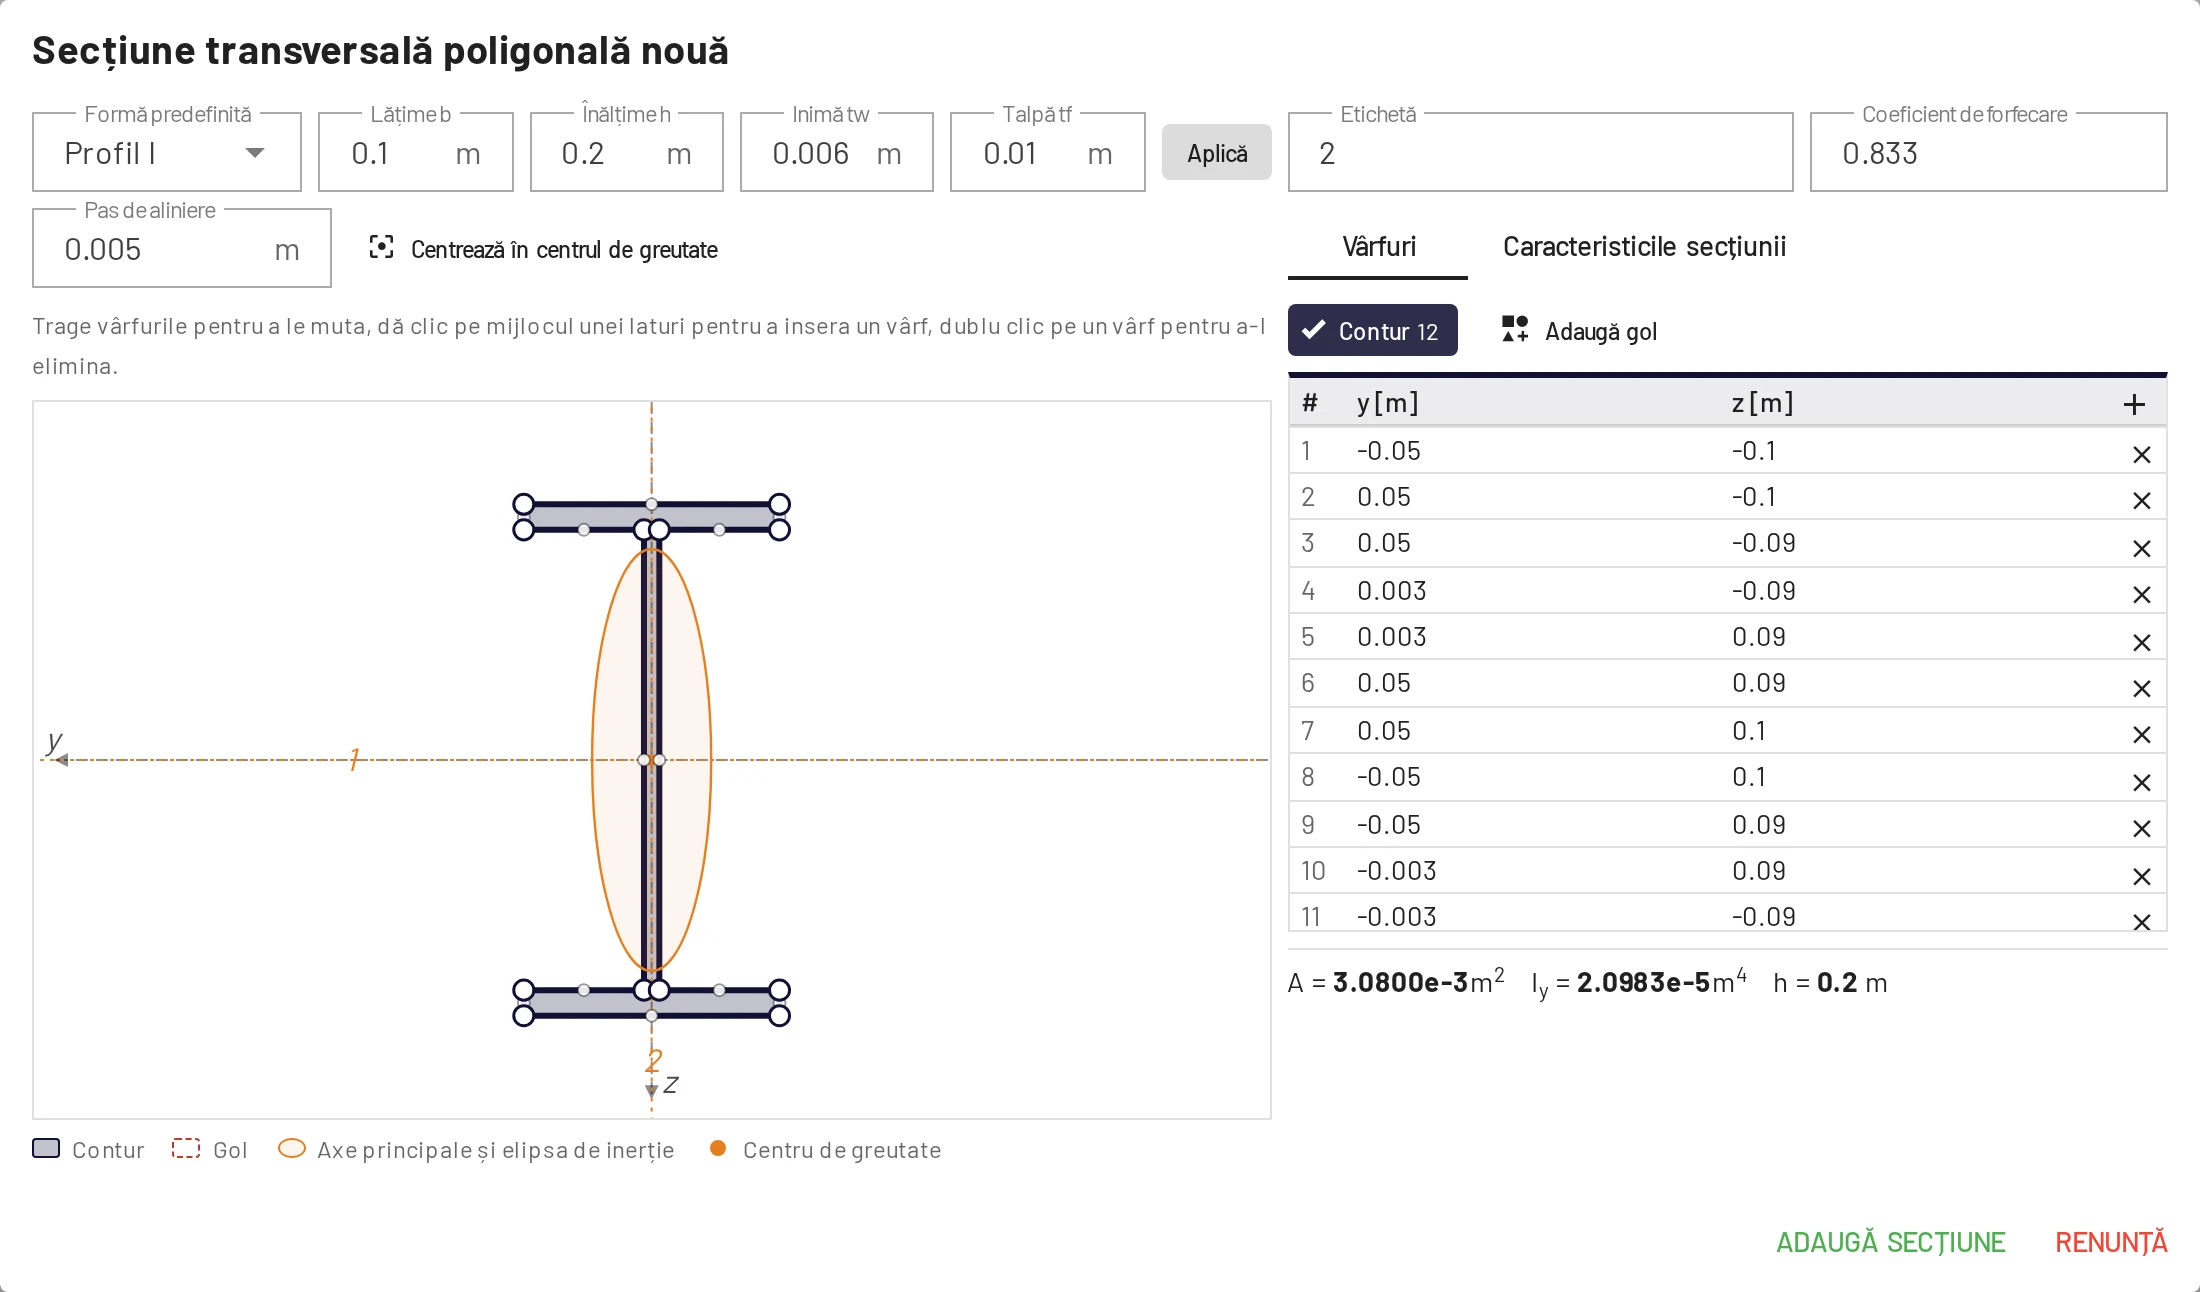 Secțiune transversală poligonală nouă
Formă predefinită
Profil I
Lățime b
0.1 m
Înălțime h
0.2 m
Inimă tw
0.006 m
Talpă tf
0.01 m
Aplică
Etichetă
2
Coeficient de forfecare
0.833
Pas de aliniere
0.005 m
Centrează în centrul de greutate
Vârfuri
Caracteristicile secțiunii
Trage vârfurile pentru a le muta, dă clic pe mijlocul unei laturi pentru a insera un vârf, dublu clic pe un vârf pentru a-l
elimina.
Contur 12
Adaugă gol
# y [m] z [m]
1 -0.05 -0.1
2 0.05 -0.1
3 0.05 -0.09
4 0.003 -0.09
5 0.003 0.09
6 0.05 0.09
7 0.05 0.1
8 -0.05 0.1
9 -0.05 0.09
10 -0.003 0.09
11 -0.003 -0.09
y
1
2
z
A = 3.0800e-3 m² I_y = 2.0983e-5 m⁴ h = 0.2 m
Contur
Gol
Axe principale și elipsa de inerție
Centru de greutate
ADAUGĂ SECȚIUNE
RENUNȚĂ